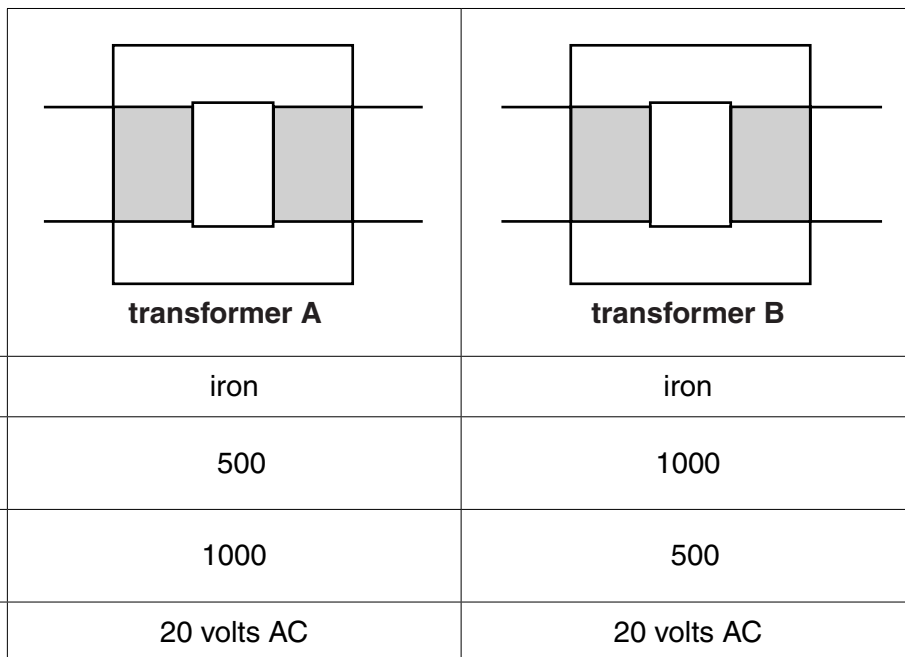 transformer A
transformer B
iron
iron
500
1000
1000
500
20 volts AC
20 volts AC